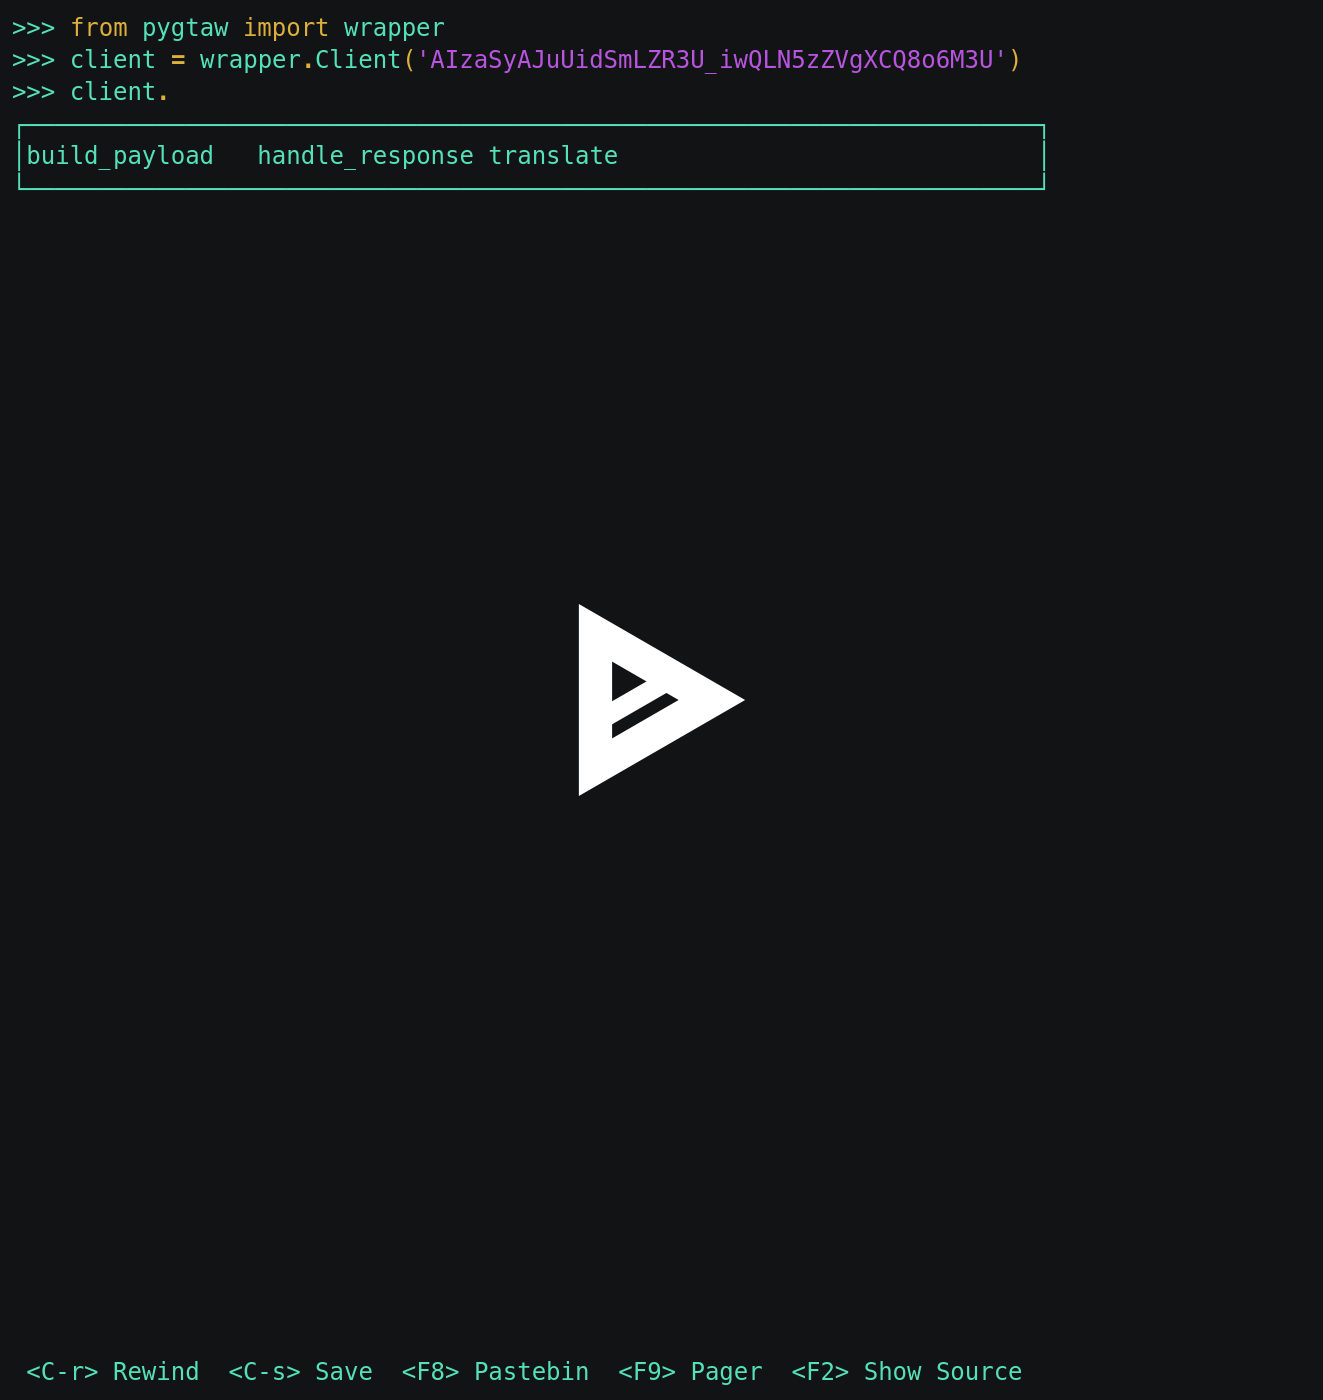 >>> from pygtaw import wrapper
>>> client = wrapper.Client('AIzaSyAJuUidSmLZR3U_iwQLN5zZVgXCQ8o6M3U')
>>> client.
build_payload   handle_response translate
<C-r> Rewind  <C-s> Save  <F8> Pastebin  <F9> Pager  <F2> Show Source